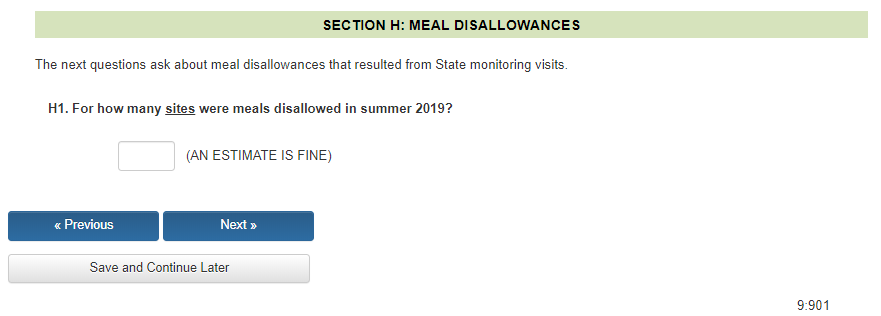 SECTION H: MEAL DISALLOWANCES
The next questions ask about meal disallowances that resulted from State monitoring visits.
H1. For how many sites were meals disallowed in summer 2019?
(AN ESTIMATE IS FINE)
« Previous
Next »
Save and Continue Later
9:901